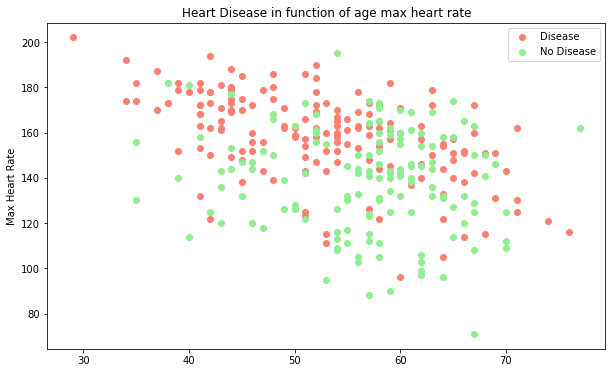 Heart Disease in function of age max heart rate
Disease
No Disease
Max Heart Rate
200
180
160
140
120
100
80
30 40 50 60 70